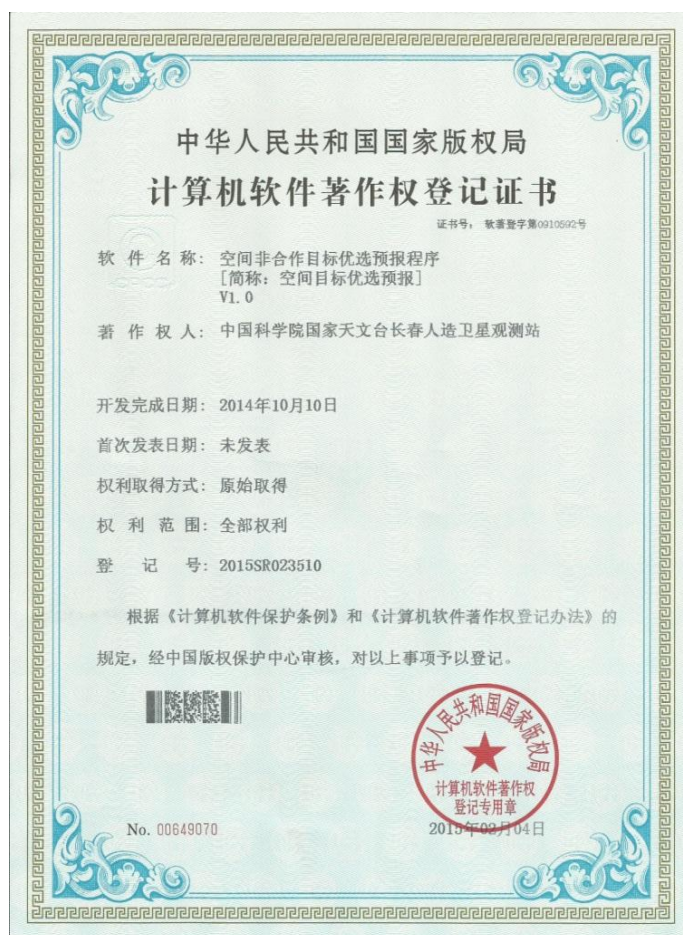 中华人民共和国国家版权局
计算机软件著作权登记证书
证书号： 软著登字第0910592号
软件名称： 空间非合作目标优选预报程序
[简称：空间目标优选预报]
V1.0
著作权人： 中国科学院国家天文台长春人造卫星观测站
开发完成日期： 2014年10月10日
首次发表日期： 未发表
权利取得方式： 原始取得
权利范围： 全部权利
登记号： 2015SR023510
根据《计算机软件保护条例》和《计算机软件著作权登记办法》的
规定，经中国版权保护中心审核，对以上事项予以登记。
中华人民共和国国家版权局
计算机软件著作权
登记专用章
No. 00649070
2015年02月04日